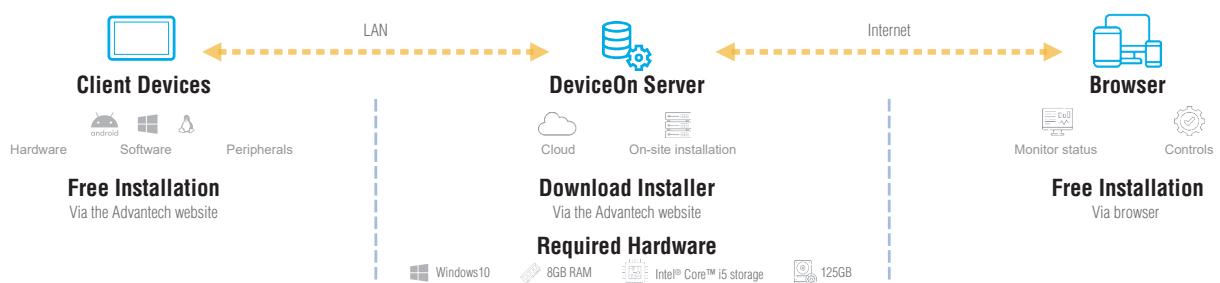 LAN
Internet
Client Devices
DeviceOn Server
Browser
android
Hardware
Software
Peripherals
Cloud
On-site installation
Monitor status
Controls
Free Installation
Via the Advantech website
Download Installer
Via the Advantech website
Free Installation
Via browser
Required Hardware
Windows10
8GB RAM
Intel® Core™ i5 storage
125GB